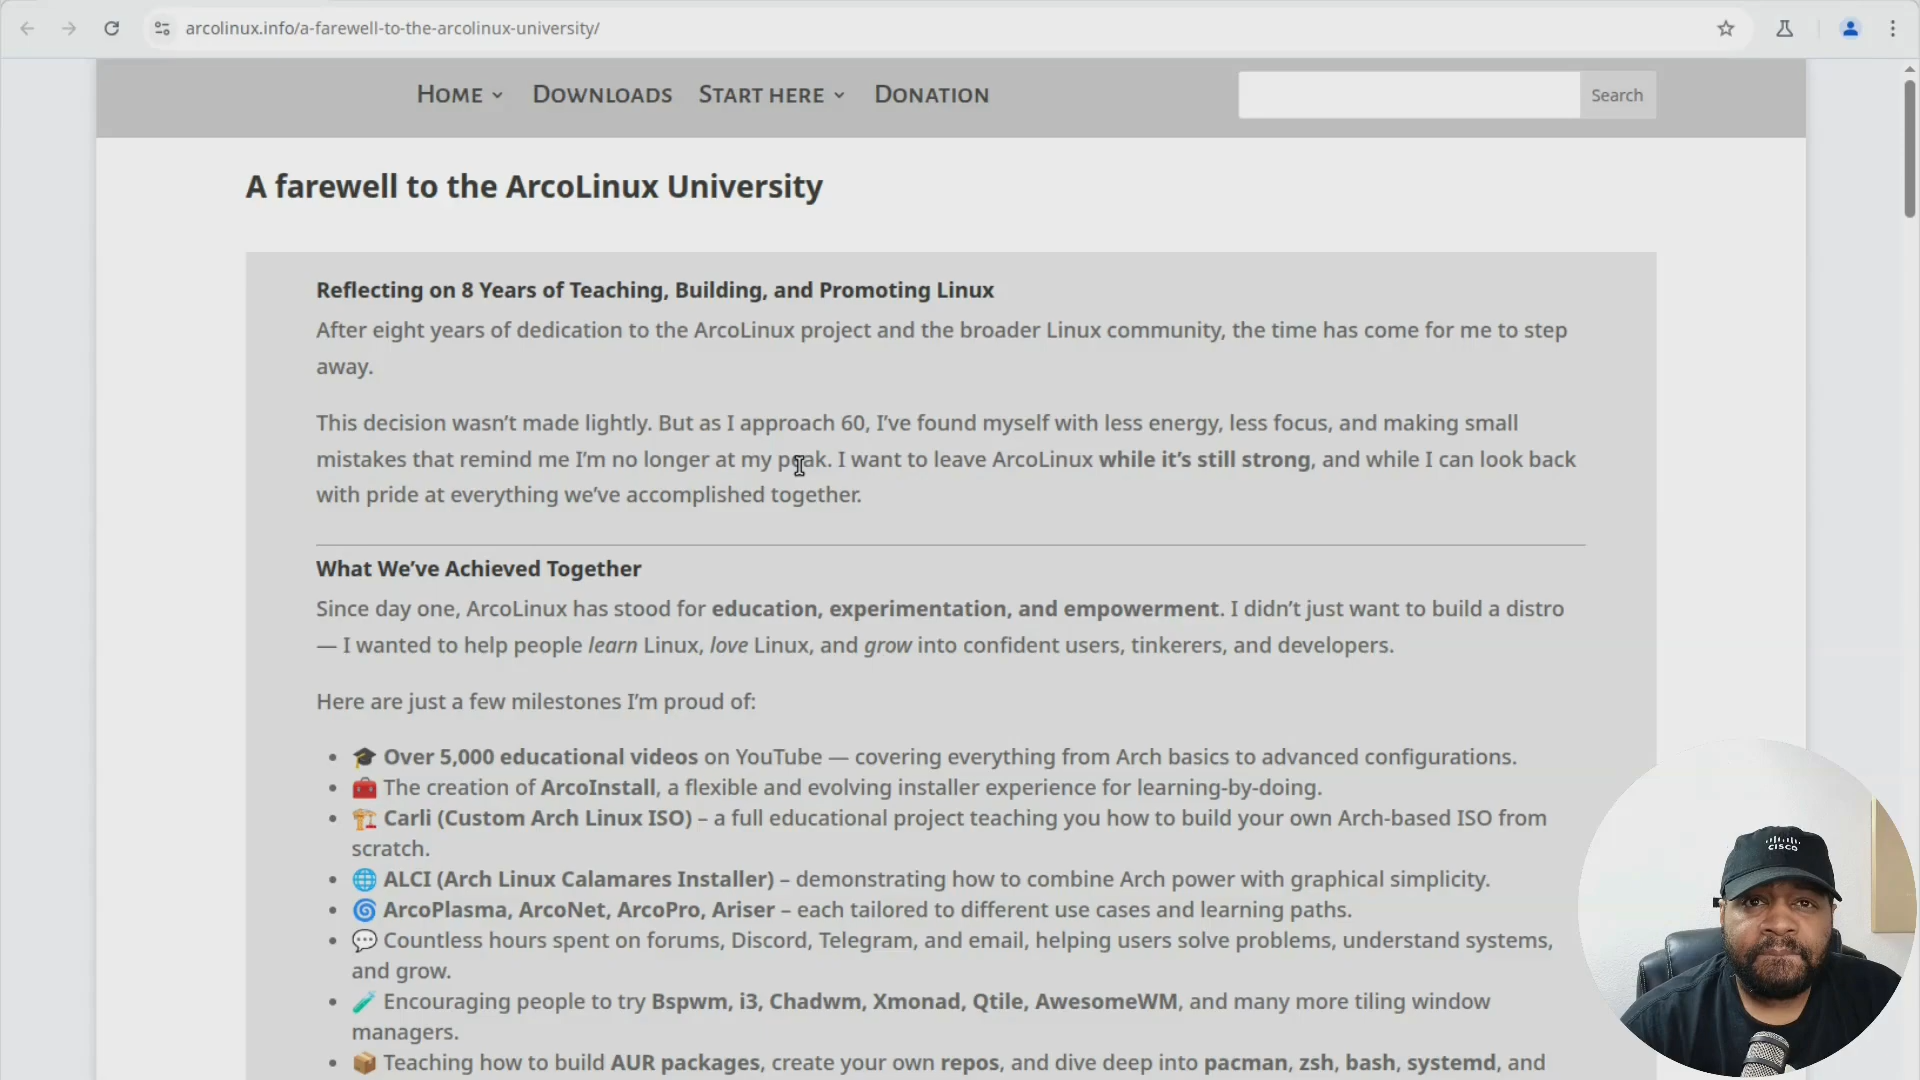 arcolinux.info/a-farewell-to-the-arcolinux-university/
Home Downloads Start here Donation Search
A farewell to the ArcoLinux University
Reflecting on 8 Years of Teaching, Building, and Promoting Linux
After eight years of dedication to the ArcoLinux project and the broader Linux community, the time has come for me to step
away.
This decision wasn’t made lightly. But as I approach 60, I’ve found myself with less energy, less focus, and making small
mistakes that remind me I’m no longer at my peak. I want to leave ArcoLinux while it’s still strong, and while I can look back
with pride at everything we’ve accomplished together.
What We’ve Achieved Together
Since day one, ArcoLinux has stood for education, experimentation, and empowerment. I didn’t just want to build a distro
— I wanted to help people learn Linux, love Linux, and grow into confident users, tinkerers, and developers.
Here are just a few milestones I’m proud of:
• 🎓 Over 5,000 educational videos on YouTube — covering everything from Arch basics to advanced configurations.
• 🧰 The creation of ArcoInstall, a flexible and evolving installer experience for learning-by-doing.
• 🏗️ Carli (Custom Arch Linux ISO) – a full educational project teaching you how to build your own Arch-based ISO from
scratch.
• 🌐 ALCI (Arch Linux Calamares Installer) – demonstrating how to combine Arch power with graphical simplicity.
• 🌀 ArcoPlasma, ArcoNet, ArcoPro, Ariser – each tailored to different use cases and learning paths.
• 💬 Countless hours spent on forums, Discord, Telegram, and email, helping users solve problems, understand systems,
and grow.
• 🧪 Encouraging people to try Bspwm, i3, Chadwm, Xmonad, Qtile, AwesomeWM, and many more tiling window
managers.
• 📦 Teaching how to build AUR packages, create your own repos, and dive deep into pacman, zsh, bash, systemd, and
CISCO